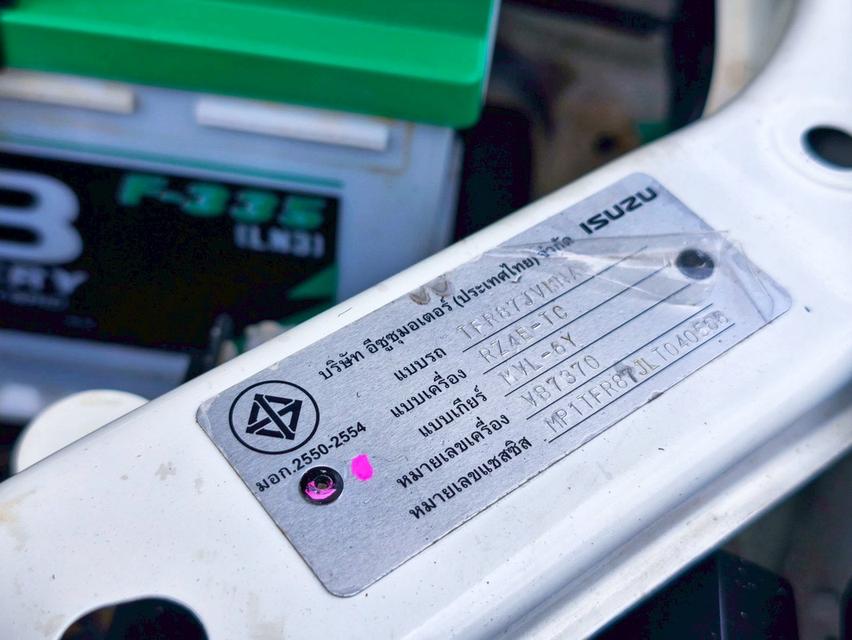 F-335
(LN3)
B
ERY
ISUZU
บริษัท อีซูซุมอเตอร์ (ประเทศไทย) จำกัด
แบบรถ
แบบเครื่อง RZ4E-TC
แบบเกียร์ MVL-6Y
หมายเลขเครื่อง VB7370
หมายเลขแชสซิส
มอก.2550-2554